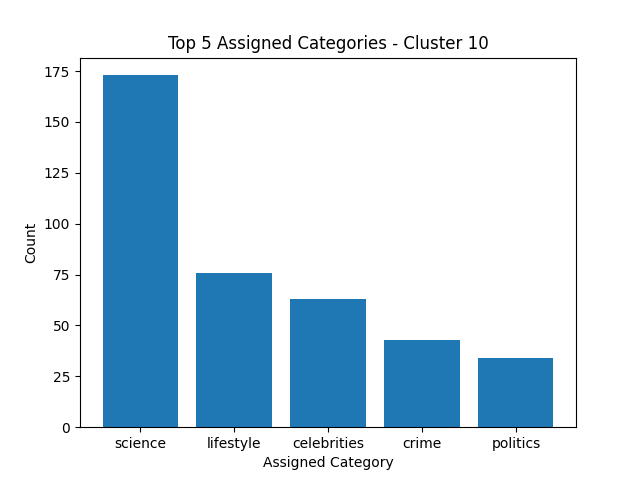 Top 5 Assigned Categories - Cluster 10
175
150
125
100
75
50
25
0
Count
science lifestyle celebrities crime politics
Assigned Category